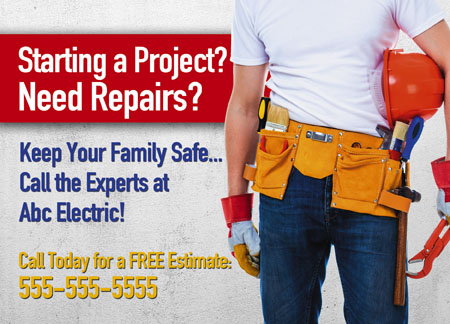 Starting a Project?
Need Repairs?
Keep Your Family Safe...
Call the Experts at
Abc Electric!
Call Today for a FREE Estimate:
555-555-5555